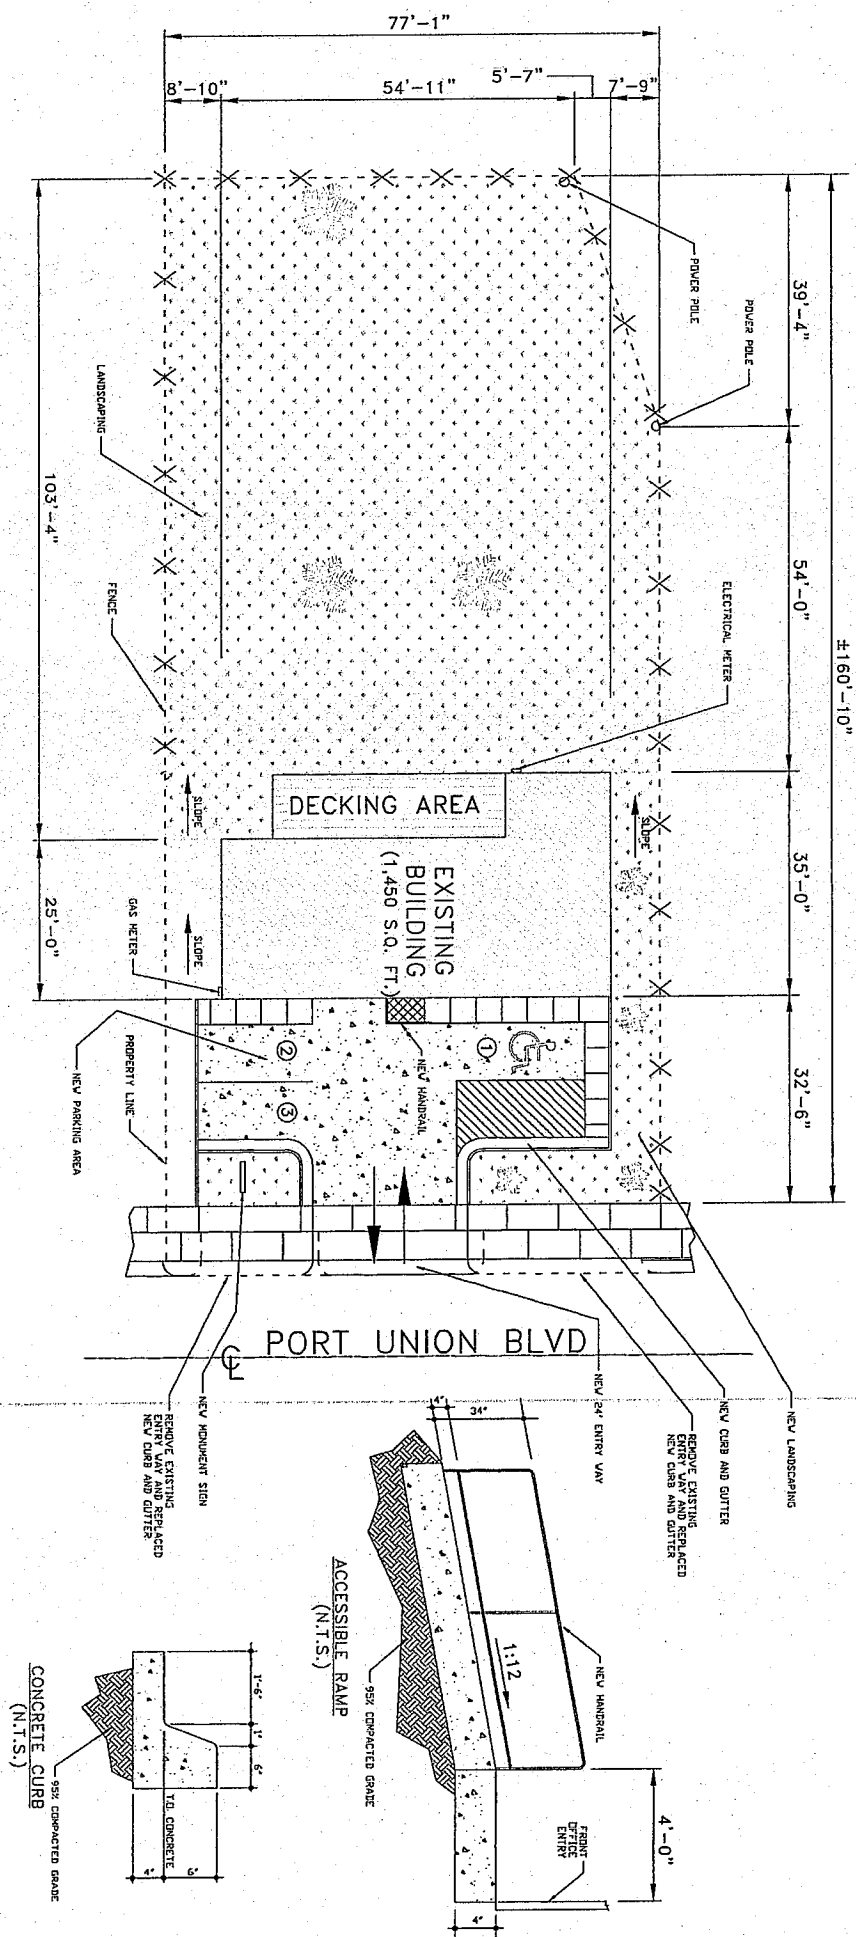 77'-1"
8'-10"
54'-11"
5'-7"
7'-9"
POWER POLE
POWER POLE
39'-4"
54'-0"
±160'-10"
35'-0"
32'-6"
LANDSCAPING
103'-4"
FENCE
ELECTRICAL METER
SLOPE
SLOPE
SLOPE
DECKING AREA
EXISTING
BUILDING
(1,450 S.Q. FT.)
25'-0"
GAS METER
PROPERTY LINE
NEW PARKING AREA
NEW HANDRAIL
1
2
3
PORT UNION BLVD
CL
NEW MONUMENT SIGN
REMOVE EXISTING
ENTRY WAY AND REPLACED
NEW CURB AND GUTTER
NEW 24' ENTRY WAY
REMOVE EXISTING
ENTRY WAY AND REPLACED
NEW CURB AND GUTTER
NEW CURB AND GUTTER
NEW LANDSCAPING
4"
34"
1:12
NEW HANDRAIL
4'-0"
FRONT
OFFICE
ENTRY
4"
95% COMPACTED GRADE
ACCESSIBLE RAMP
(N.T.S.)
1'-6"
1"
6"
T.O. CONCRETE
4"
6"
95% COMPACTED GRADE
CONCRETE CURB
(N.T.S.)